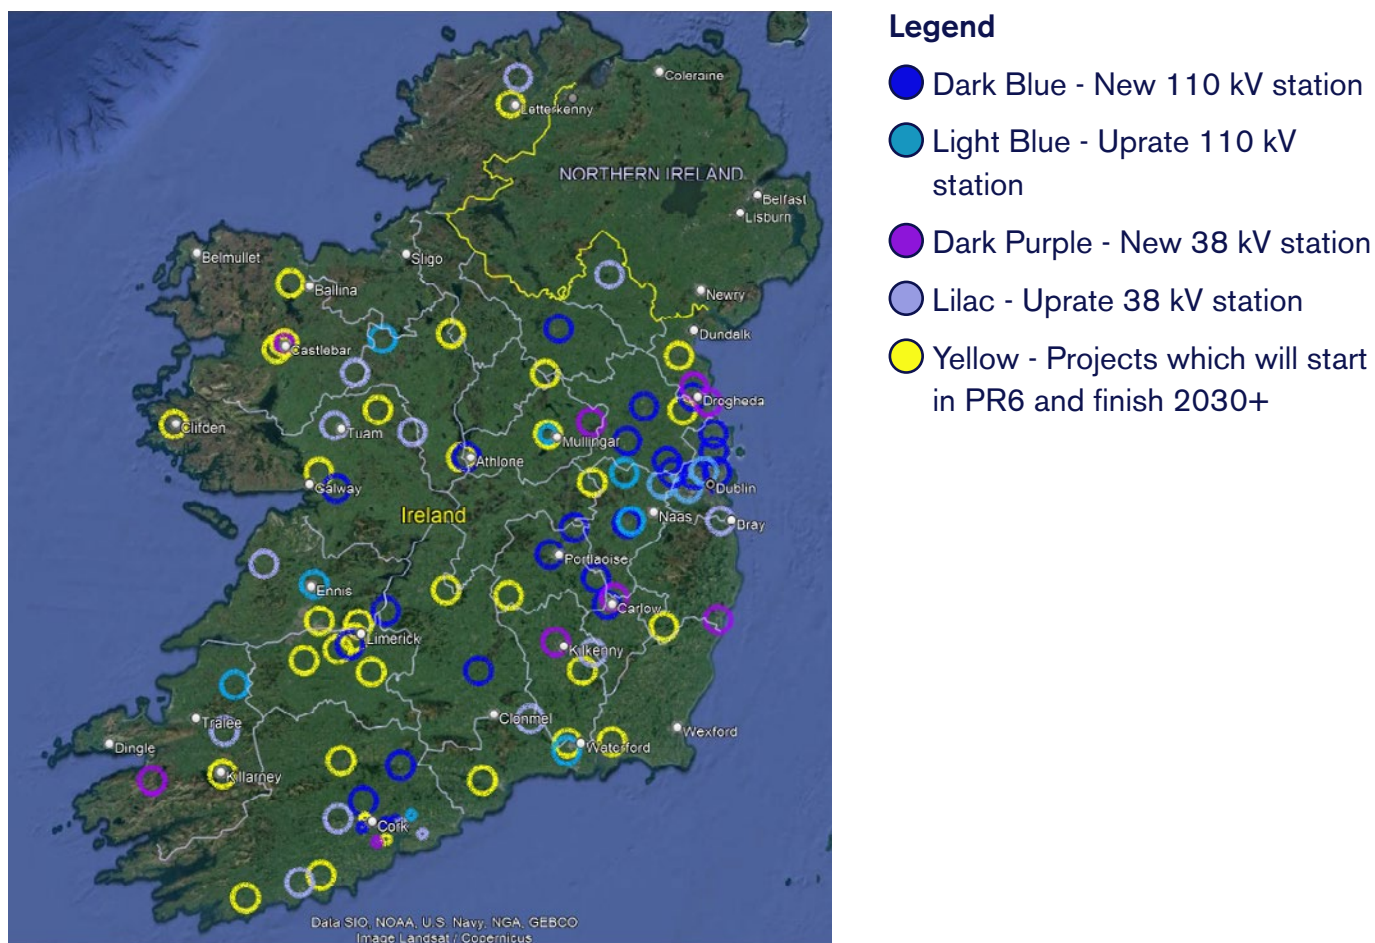 Legend
Dark Blue - New 110 kV station
Light Blue - Uprate 110 kV
station
Dark Purple - New 38 kV station
Lilac - Uprate 38 kV station
Yellow - Projects which will start
in PR6 and finish 2030+
Coleraine
Letterkenny
NORTHERN IRELAND
Belfast
Lisburn
Belmullet
Sligo
Ballina
Newry
Dundalk
Castlebar
Drogheda
Clifden
Tuam
Mullingar
Athlone
Galway
Dublin
Ireland
Naas
Bray
Portlaoise
Ennis
Carlow
Limerick
Kilkenny
Tralee
Clonmel
Wexford
Dingle
Waterford
Killarney
Cork
Data SIO, NOAA, U.S. Navy, NGA, GEBCO
Image Landsat / Copernicus